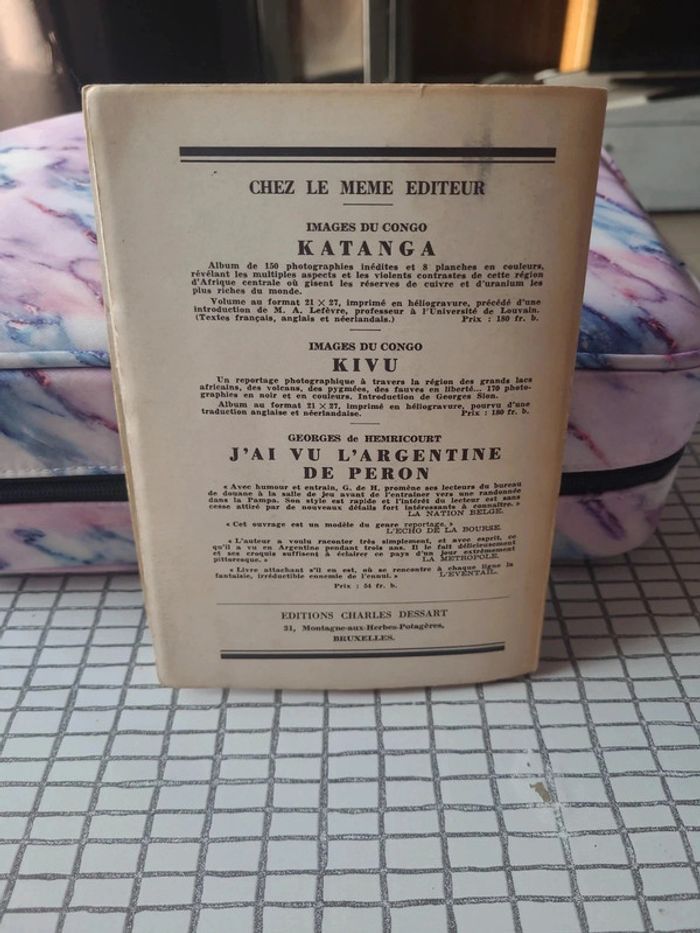 CHEZ LE MEME EDITEUR
IMAGES DU CONGO
KATANGA
Album de 150 photographies inédites et 8 planches en couleurs,
révélant les multiples aspects et les violents contrastes de cette région
d'Afrique centrale où gisent les réserves de cuivre et d'uranium les
plus riches du monde.
Volume au format 21 × 27, imprimé en héliogravure, précédé d'une
introduction de M. A. Lefèvre, professeur à l'Université de Louvain.
(Textes français, anglais et néerlandais.) Prix : 180 fr. b.
IMAGES DU CONGO
KIVU
Un reportage photographique à travers la région des grands lacs
africains, des volcans, des pygmées, des fauves en liberté... 170 photo-
graphies en noir et en couleurs. Introduction de Georges Sion.
Album au format 21 × 27, imprimé en héliogravure, pourvu d'une
traduction anglaise et néerlandaise. Prix : 180 fr. b.
GEORGES de HEMRICOURT
J'AI VU L'ARGENTINE
DE PERON
« Avec humour et entrain, G. de H. promène ses lecteurs du bureau
de douane à la salle de jeu avant de l'entraîner vers une randonnée
dans la Pampa. Son style est rapide et l'intérêt du lecteur est sans
cesse attiré par de nouveaux détails fort intéressants à connaître. »
LA NATION BELGE.
« Cet ouvrage est un modèle du genre reportage. »
L'ECHO DE LA BOURSE.
« L'auteur a voulu raconter très simplement, et avec esprit, ce
qu'il a vu en Argentine pendant trois ans. Il le fait délicieusement
et ses croquis suffisent à éclairer ce pays d'un jour extrêmement
pittoresque. » LA METROPOLE.
« Livre attachant s'il en est, où se rencontre à chaque ligne la
fantaisie, irréductible ennemie de l'ennui. » L'EVENTAIL.
Prix : 54 fr. b.
EDITIONS CHARLES DESSART
31, Montagne-aux-Herbes-Potagères,
BRUXELLES.